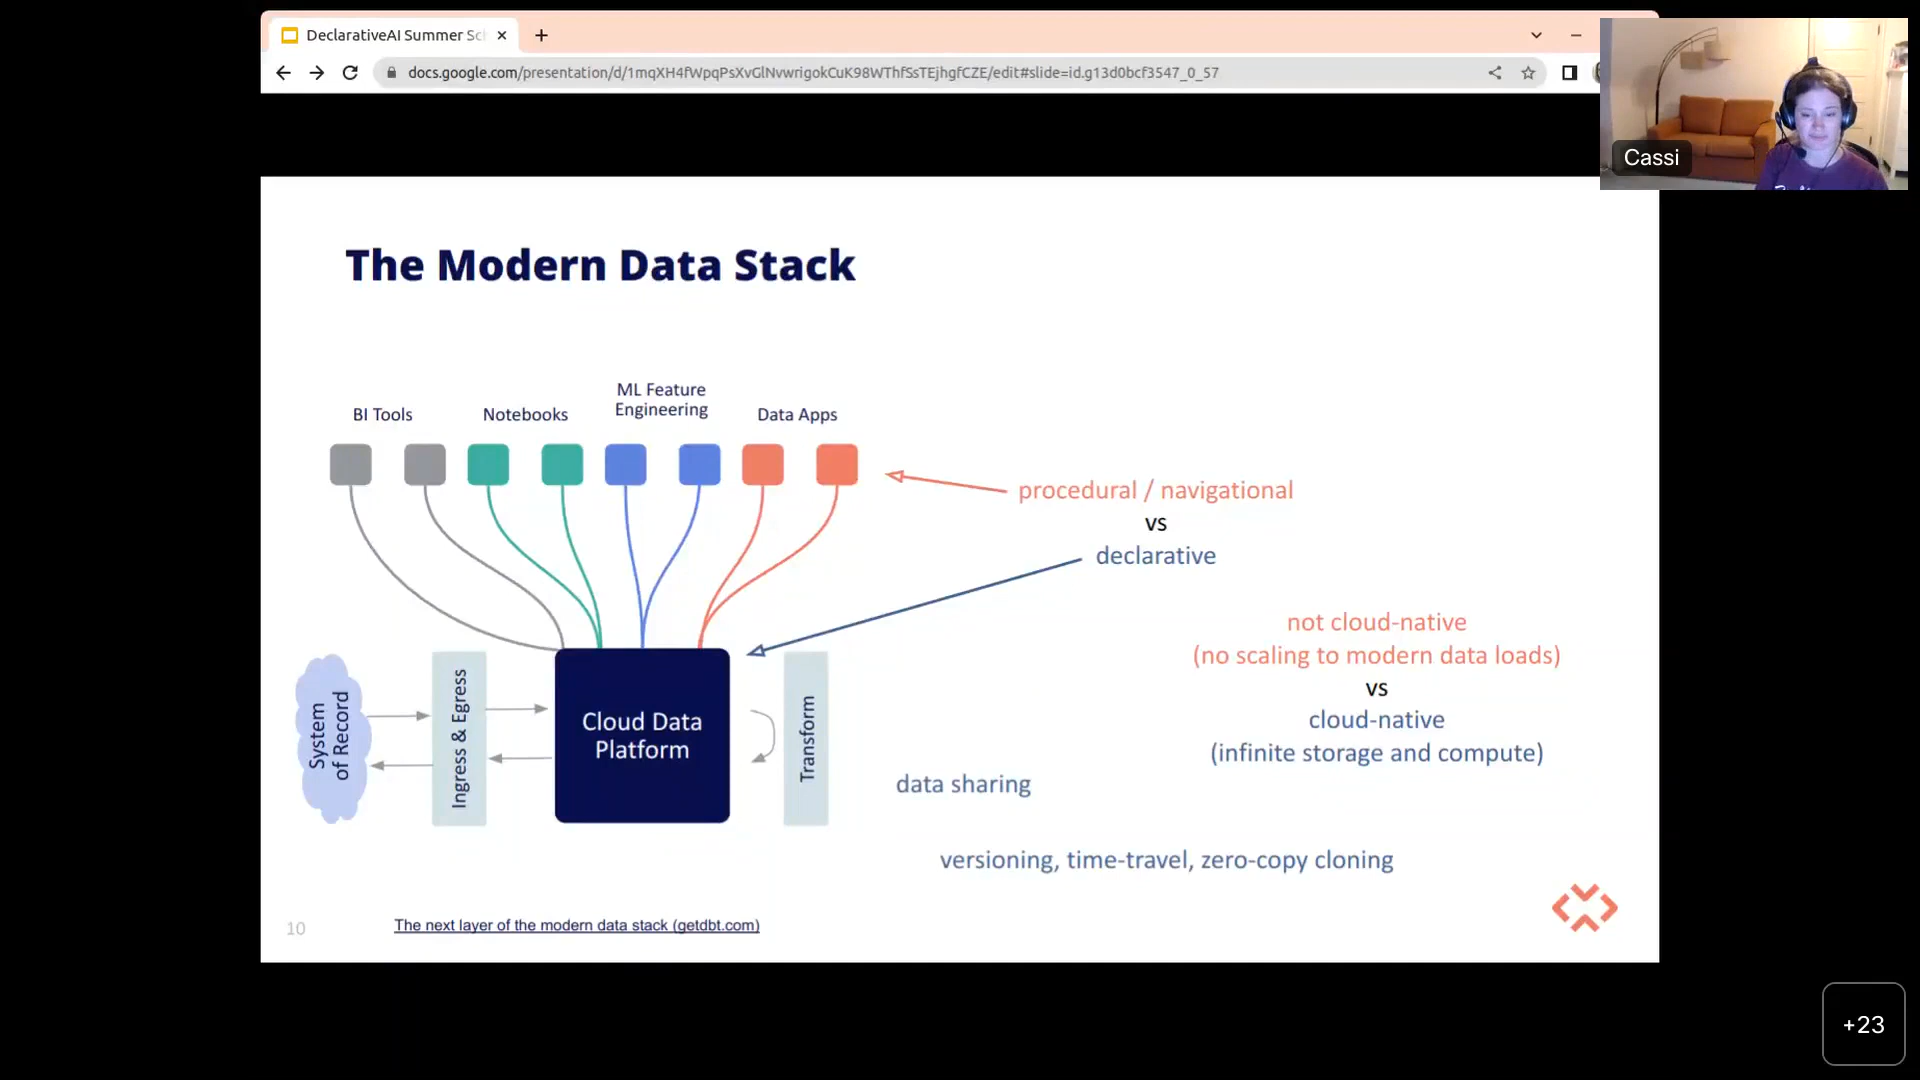 DeclarativeAI Summer Sc
docs.google.com/presentation/d/1mqXH4fWpqPsXvGlNvwrigokCuK98WThfSsTEjhgfCZE/edit#slide=id.g13d0bcf3547_0_57
Cassi
The Modern Data Stack
BI Tools
Notebooks
ML Feature
Engineering
Data Apps
procedural / navigational
vs
declarative
not cloud-native
(no scaling to modern data loads)
vs
cloud-native
(infinite storage and compute)
System
of Record
Ingress & Egress
Cloud Data
Platform
Transform
data sharing
versioning, time-travel, zero-copy cloning
10
The next layer of the modern data stack (getdbt.com)
+23